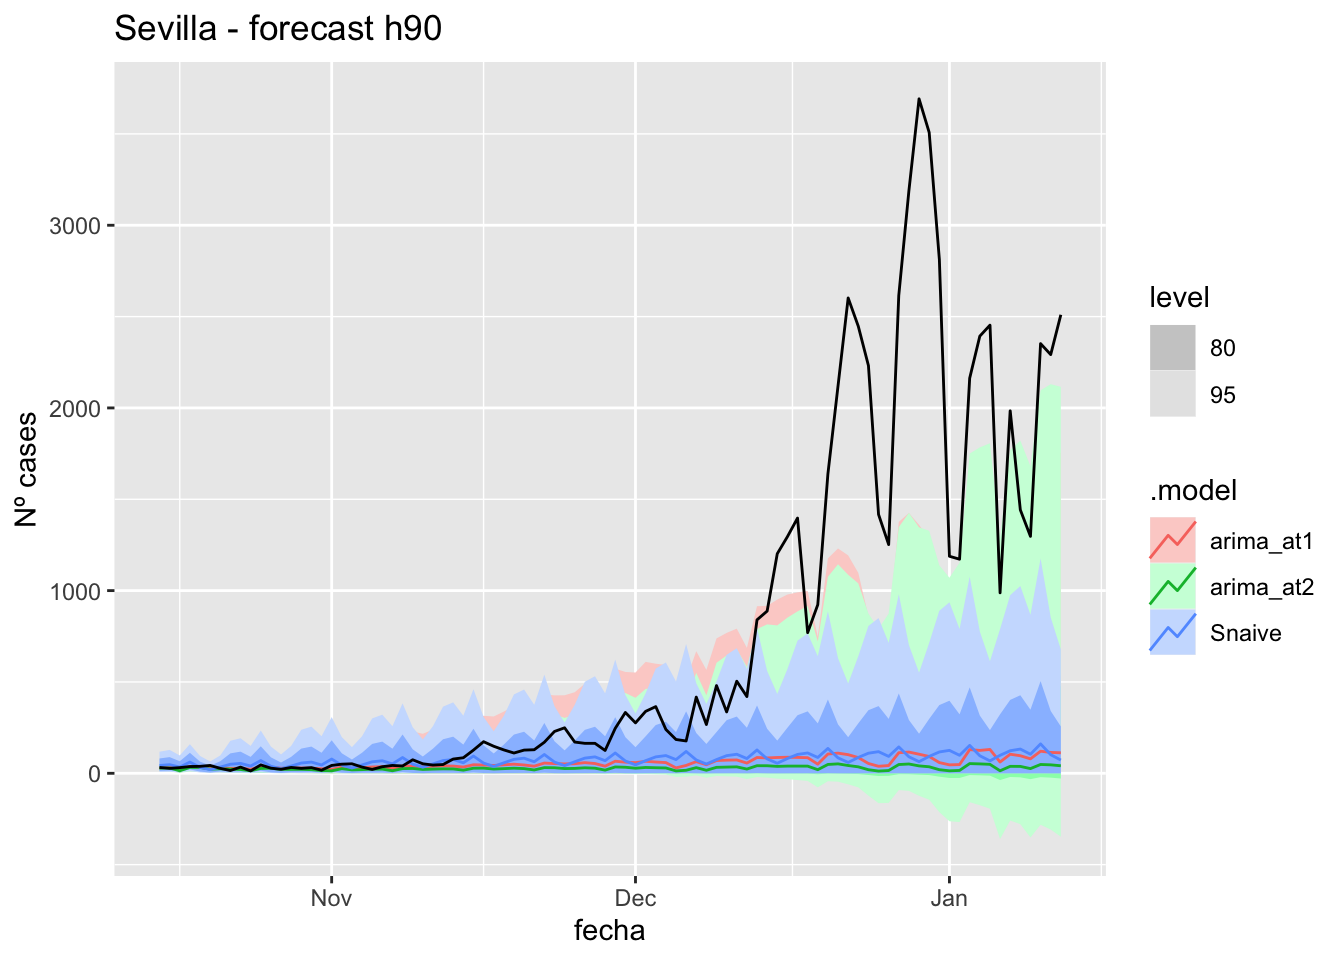 Sevilla - forecast h90
Nº cases
3000
2000
1000
0
Nov
Dec
Jan
fecha
level
80
95
.model
arima_at1
arima_at2
Snaive